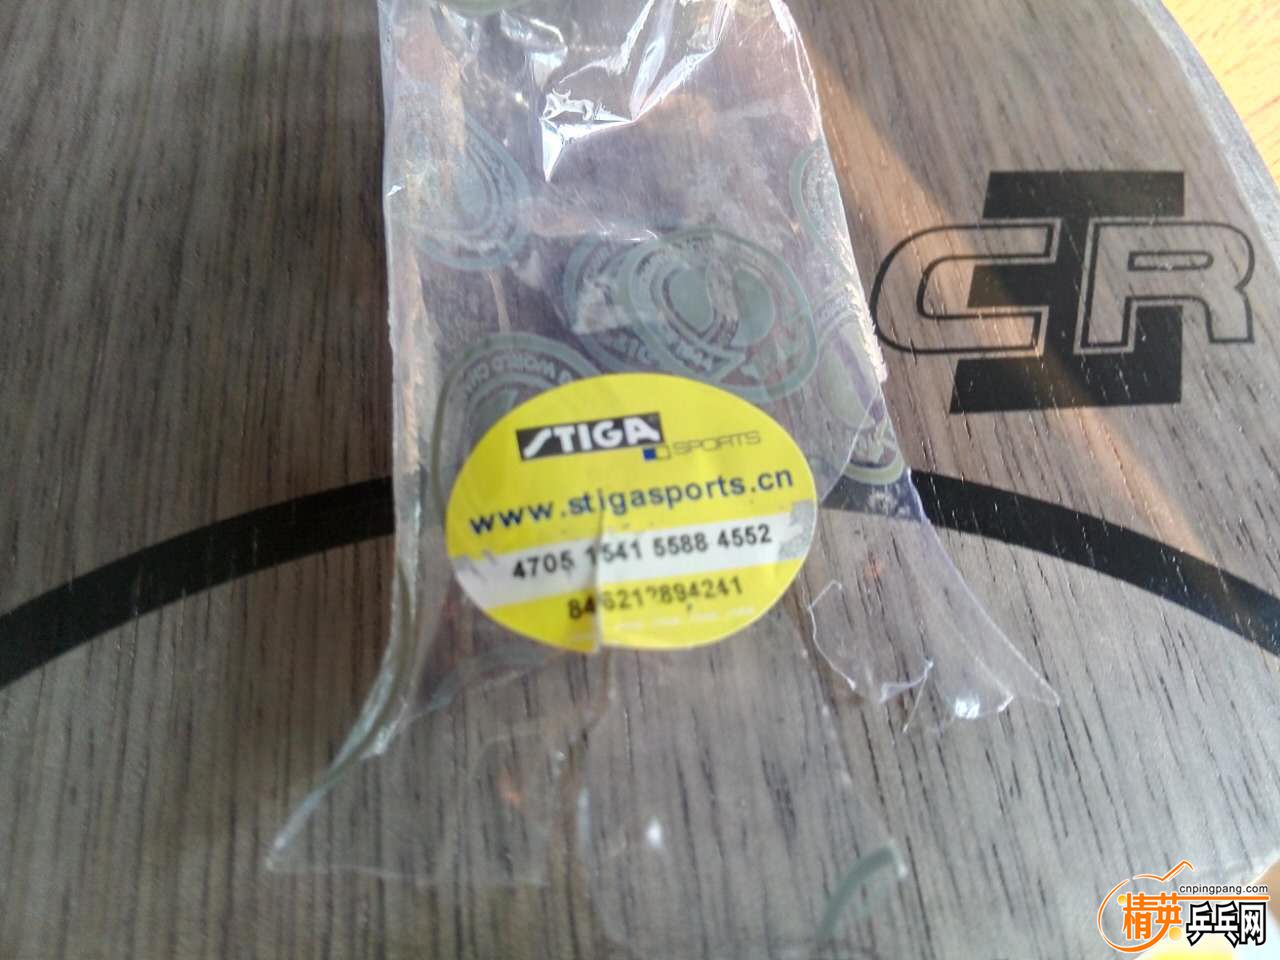 CR
STIGA
SPORTS
www.stigasports.cn
4705 1541 5588 4552
cnpingpang.com
精英乒乓网